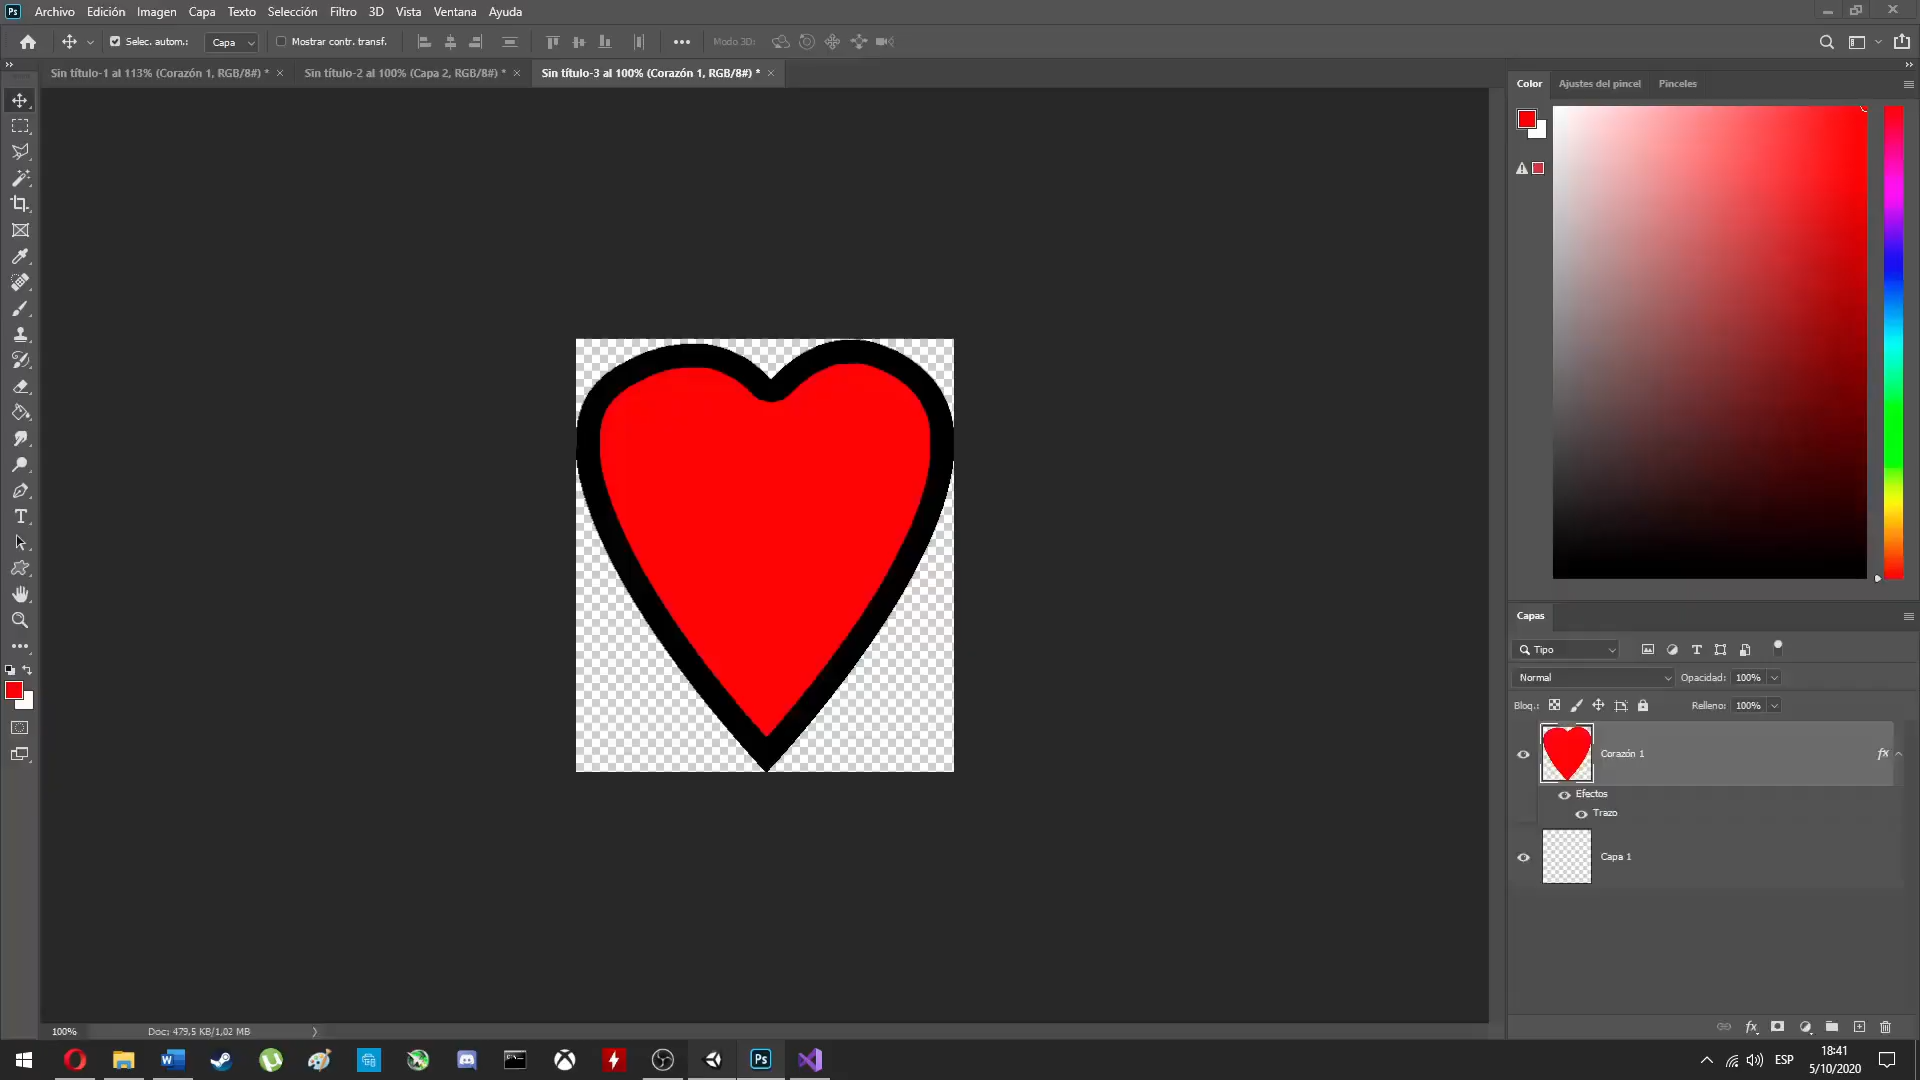 Ps Archivo Edición Imagen Capa Texto Selección Filtro 3D Vista Ventana Ayuda
Selec. autom.: Capa Mostrar contr. transf. Modo 3D:
Sin título-1 al 113% (Corazón 1, RGB/8#) * Sin título-2 al 100% (Capa 2, RGB/8#) * Sin título-3 al 100% (Corazón 1, RGB/8#) *
Color Ajustes del pincel Pinceles
Capas
Tipo
Normal Opacidad: 100%
Bloq.: Relleno: 100%
Corazón 1 fx
Efectos
Trazo
Capa 1
100% Doc: 479,5 KB/1,02 MB
fx
W Ps ESP 18:41
5/10/2020